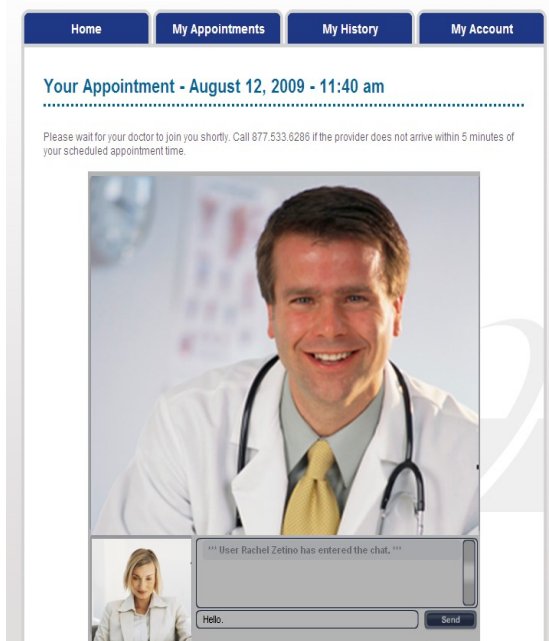 Home My Appointments My History My Account
Your Appointment - August 12, 2009 - 11:40 am
Please wait for your doctor to join you shortly. Call 877.533.6286 if the provider does not arrive within 5 minutes of
your scheduled appointment time.
*** User Rachel Zetino has entered the chat. ***
Hello. Send